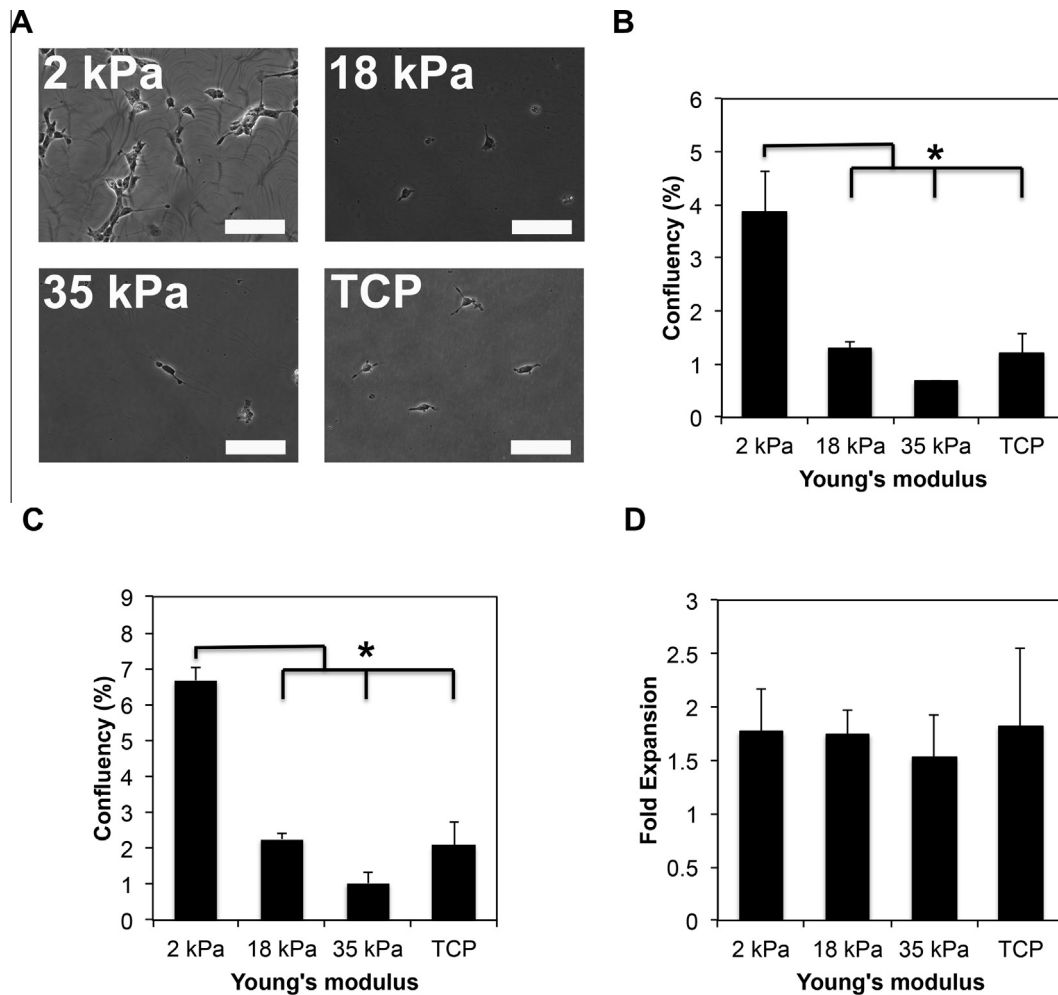 A
2 kPa
18 kPa
35 kPa
TCP
B
6
5
4
3
2
1
0
Confluency (%)
*
2 kPa 18 kPa 35 kPa TCP
Young's modulus
C
9
8
7
6
5
4
3
2
1
0
Confluency (%)
*
2 kPa 18 kPa 35 kPa TCP
Young's modulus
D
3
2.5
2
1.5
1
0.5
0
Fold Expansion
2 kPa 18 kPa 35 kPa TCP
Young's modulus